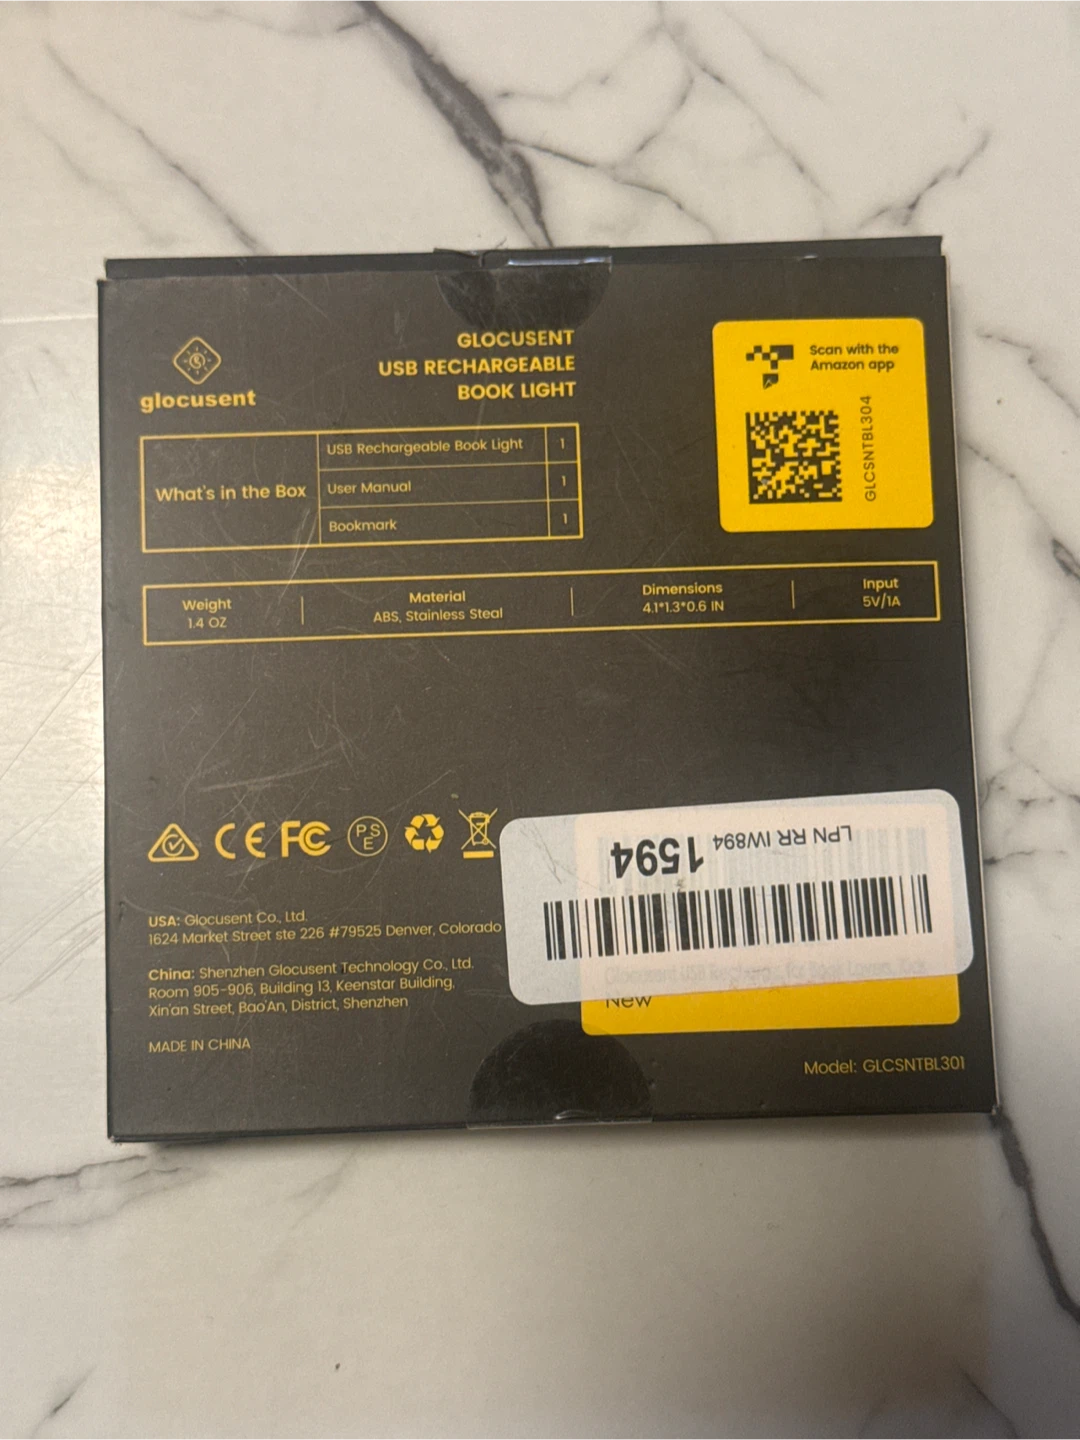 glocusent
GLOCUSENT
USB RECHARGEABLE
BOOK LIGHT
Scan with the
Amazon app
GLCSNTBL304
What's in the Box
USB Rechargeable Book Light 1
User Manual 1
Bookmark 1
Weight
1.4 OZ
Material
ABS, Stainless Steal
Dimensions
4.1*1.3*0.6 IN
Input
5V/1A
CE FC PSE
LPN RR IW894 1594
New
USA: Glocusent Co., Ltd.
1624 Market Street ste 226 #79525 Denver, Colorado
China: Shenzhen Glocusent Technology Co., Ltd.
Room 905-906, Building 13, Keenstar Building,
Xin'an Street, Bao'An, District, Shenzhen
MADE IN CHINA
Model: GLCSNTBL301